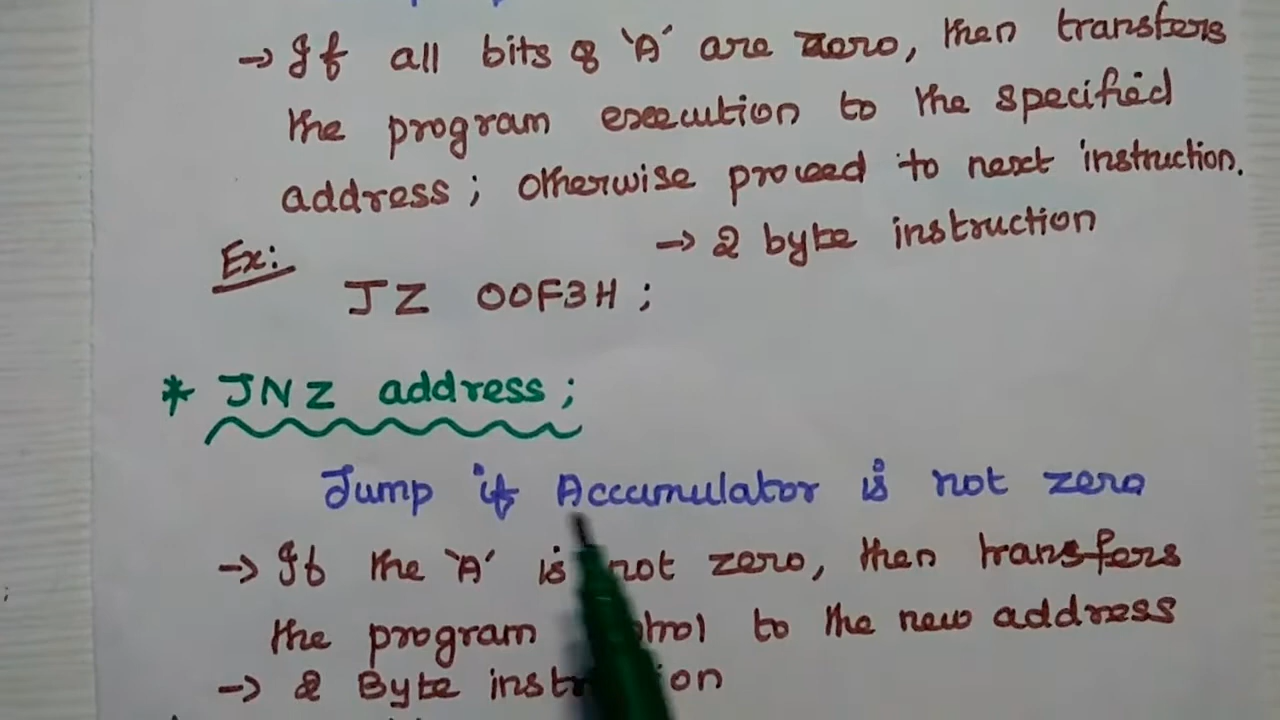 → If all bits of 'A' are zero, then transfers
the program execution to the specified
address; otherwise proceed to next instruction.
→ 2 byte instruction
Ex:
JZ 00F3H;
* JNZ address;
Jump if Accumulator is not zero
→ If the 'A' is not zero, then transfers
the program to the new address
→ 2 Byte